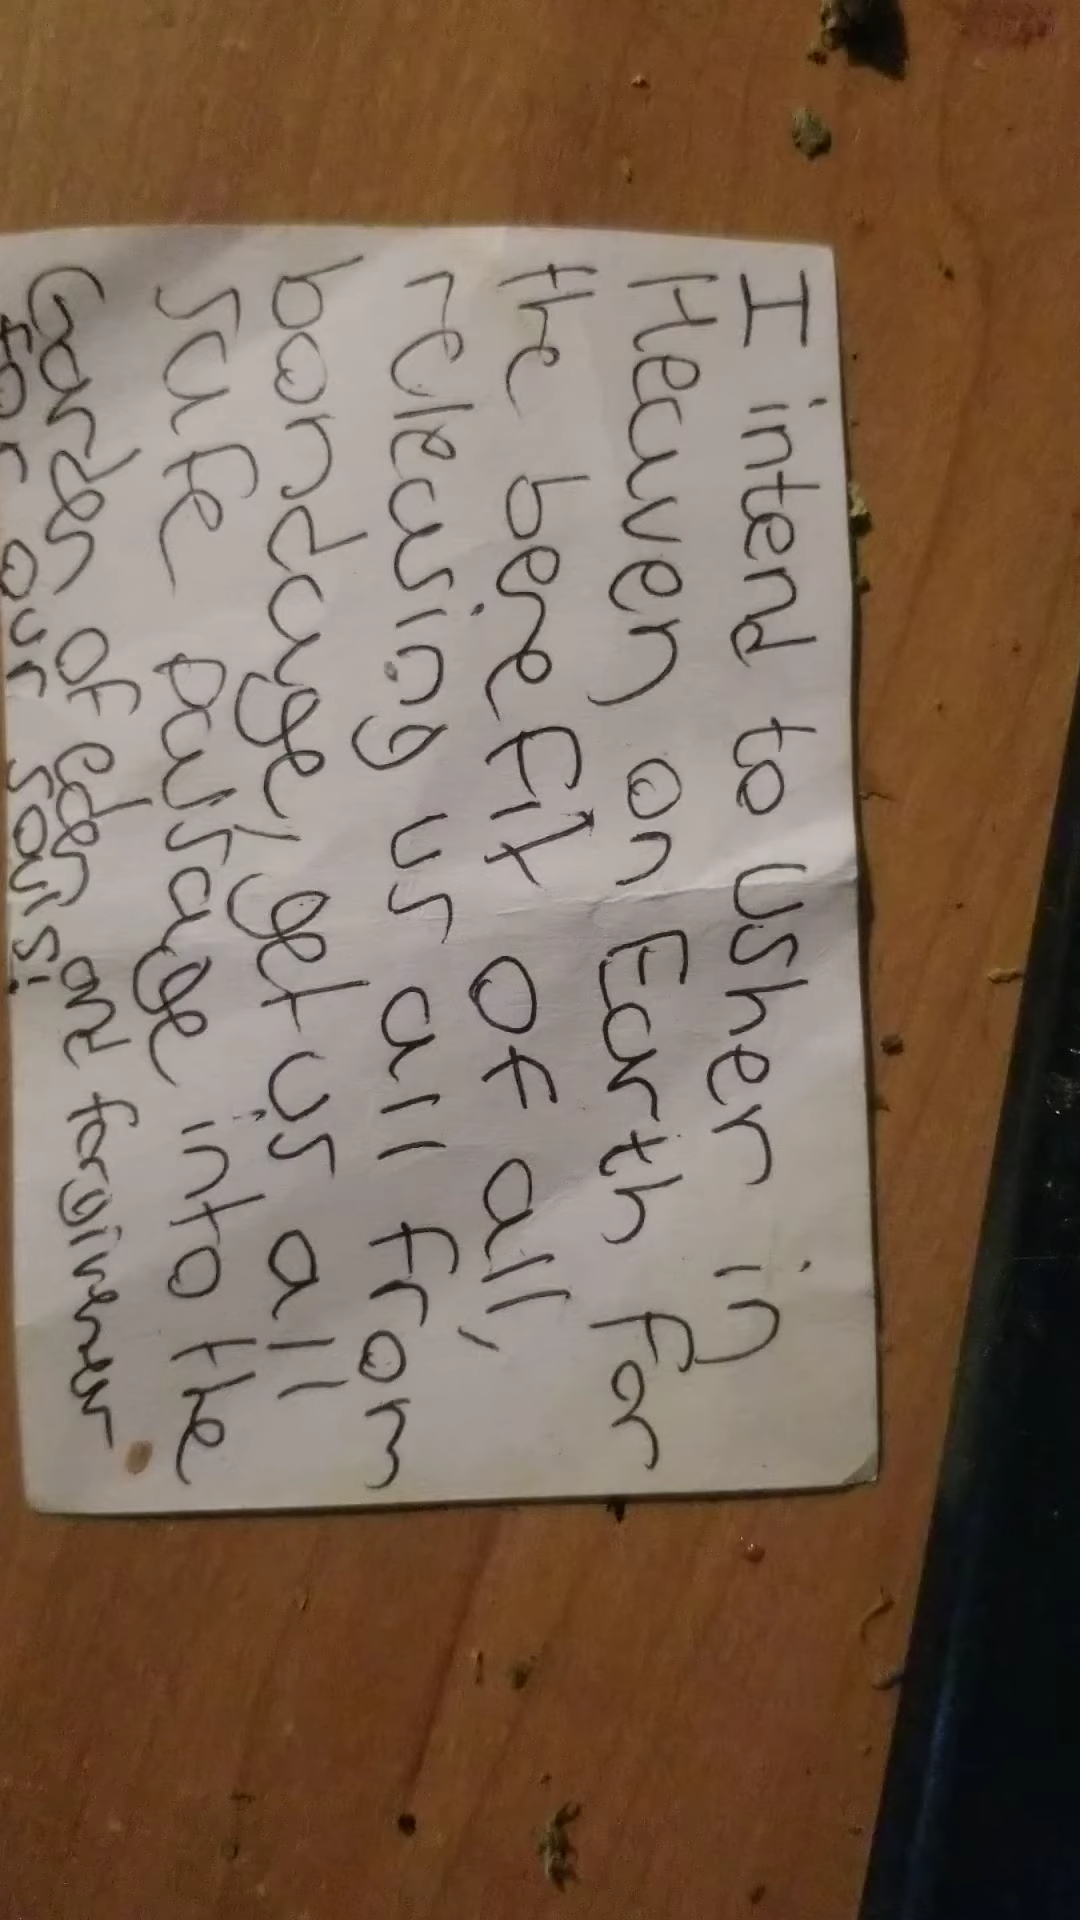 I intend to usher in
Heaven on Earth for
the benefit of all,
releasing us all from
bondage, get us all
safe passage into the
Garden of eden and forgiveness
for our souls!